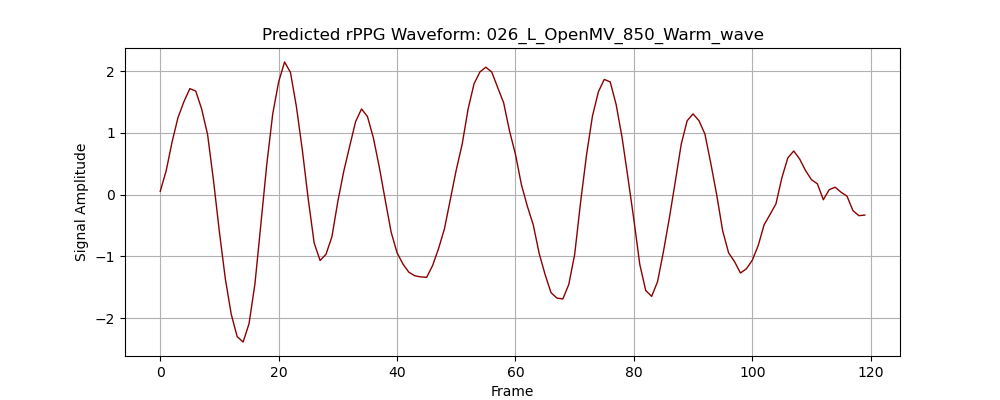 Predicted rPPG Waveform: 026_L_OpenMV_850_Warm_wave
2
1
0
−1
−2
Signal Amplitude
0 20 40 60 80 100 120
Frame